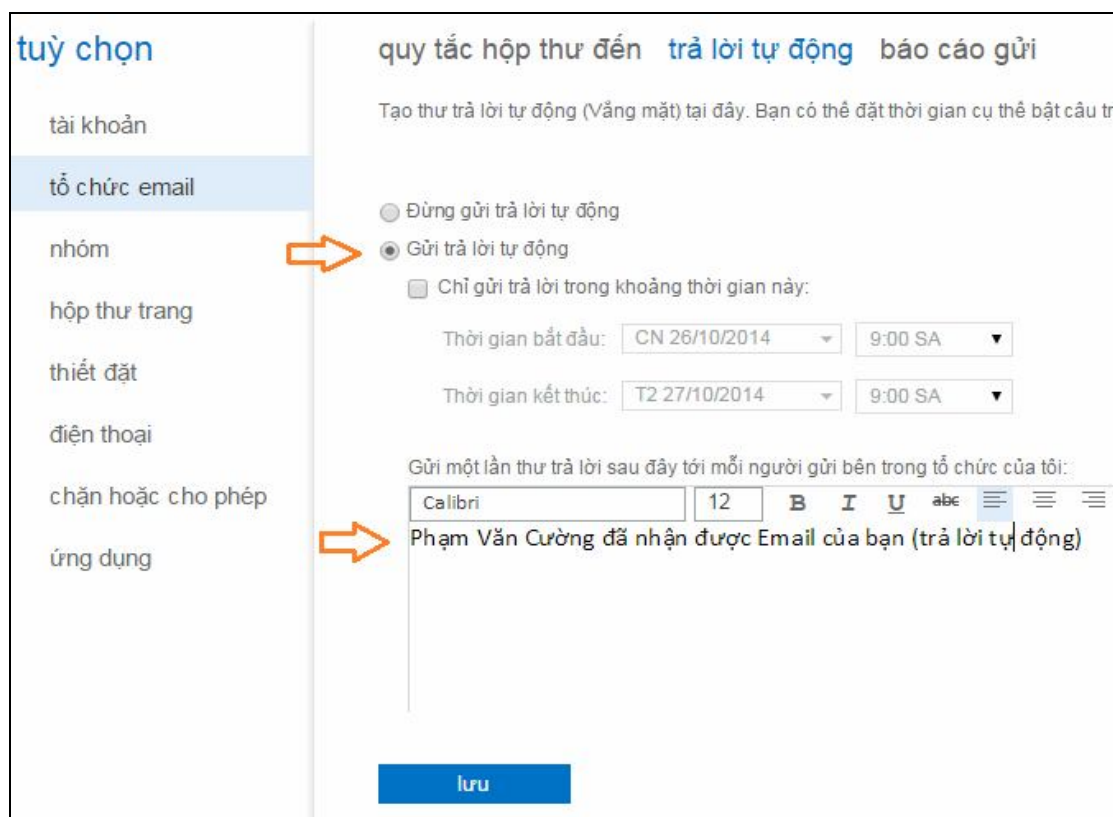 tuỳ chọn
tài khoản
tổ chức email
nhóm
hộp thư trang
thiết đặt
điện thoại
chặn hoặc cho phép
ứng dụng
quy tắc hộp thư đến trả lời tự động báo cáo gửi
Tạo thư trả lời tự động (Vắng mặt) tại đây. Bạn có thể đặt thời gian cụ thể bật câu tr
Đừng gửi trả lời tự động
Gửi trả lời tự động
Chỉ gửi trả lời trong khoảng thời gian này:
Thời gian bắt đầu: CN 26/10/2014 9:00 SA
Thời gian kết thúc: T2 27/10/2014 9:00 SA
Gửi một lần thư trả lời sau đây tới mỗi người gửi bên trong tổ chức của tôi:
Calibri 12 B I U abc
Phạm Văn Cường đã nhận được Email của bạn (trả lời tự động)
lưu